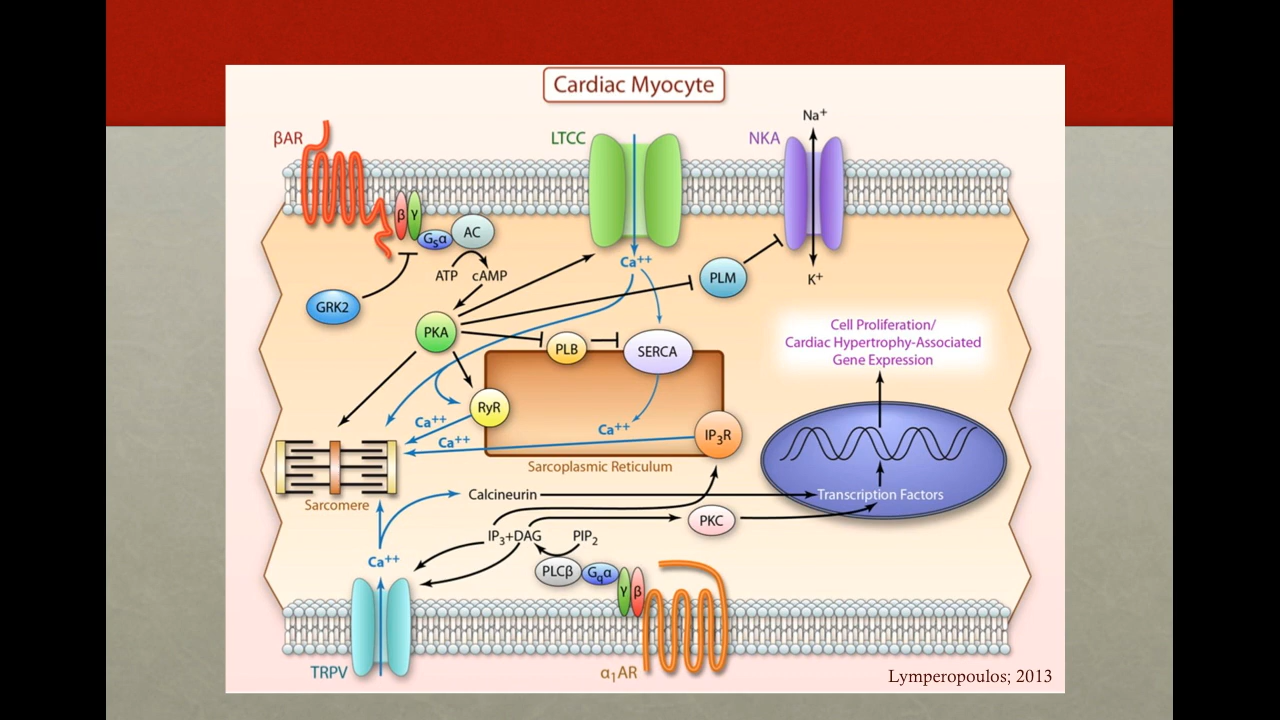 Cardiac Myocyte
Na⁺
βAR
LTCC
NKA
β γ
Gₛα
AC
ATP
cAMP
Ca⁺⁺
PLM
K⁺
GRK2
PKA
PLB
SERCA
Cell Proliferation/
Cardiac Hypertrophy-Associated
Gene Expression
RyR
Ca⁺⁺
Ca⁺⁺
Ca⁺⁺
IP₃R
Sarcoplasmic Reticulum
Sarcomere
Calcineurin
Transcription Factors
PKC
IP₃+DAG
PIP₂
Ca⁺⁺
PLCβ
Gqα
γ β
TRPV
α₁AR
Lymperopoulos; 2013